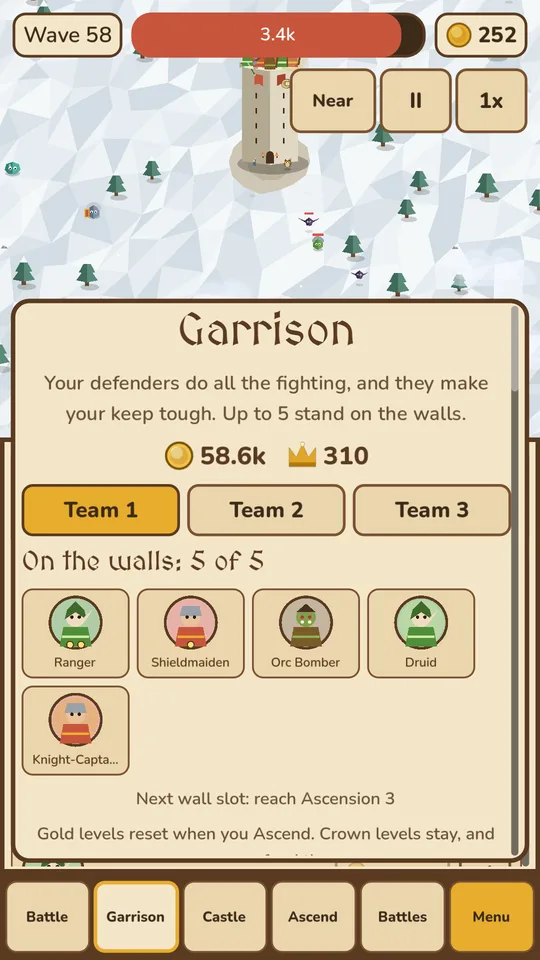 Wave 58
3.4k
252
Near
II
1x
Garrison
Your defenders do all the fighting, and they make
your keep tough. Up to 5 stand on the walls.
58.6k
310
Team 1
Team 2
Team 3
On the walls: 5 of 5
Ranger
Shieldmaiden
Orc Bomber
Druid
Knight-Capta...
Next wall slot: reach Ascension 3
Gold levels reset when you Ascend. Crown levels stay, and
Battle
Garrison
Castle
Ascend
Battles
Menu